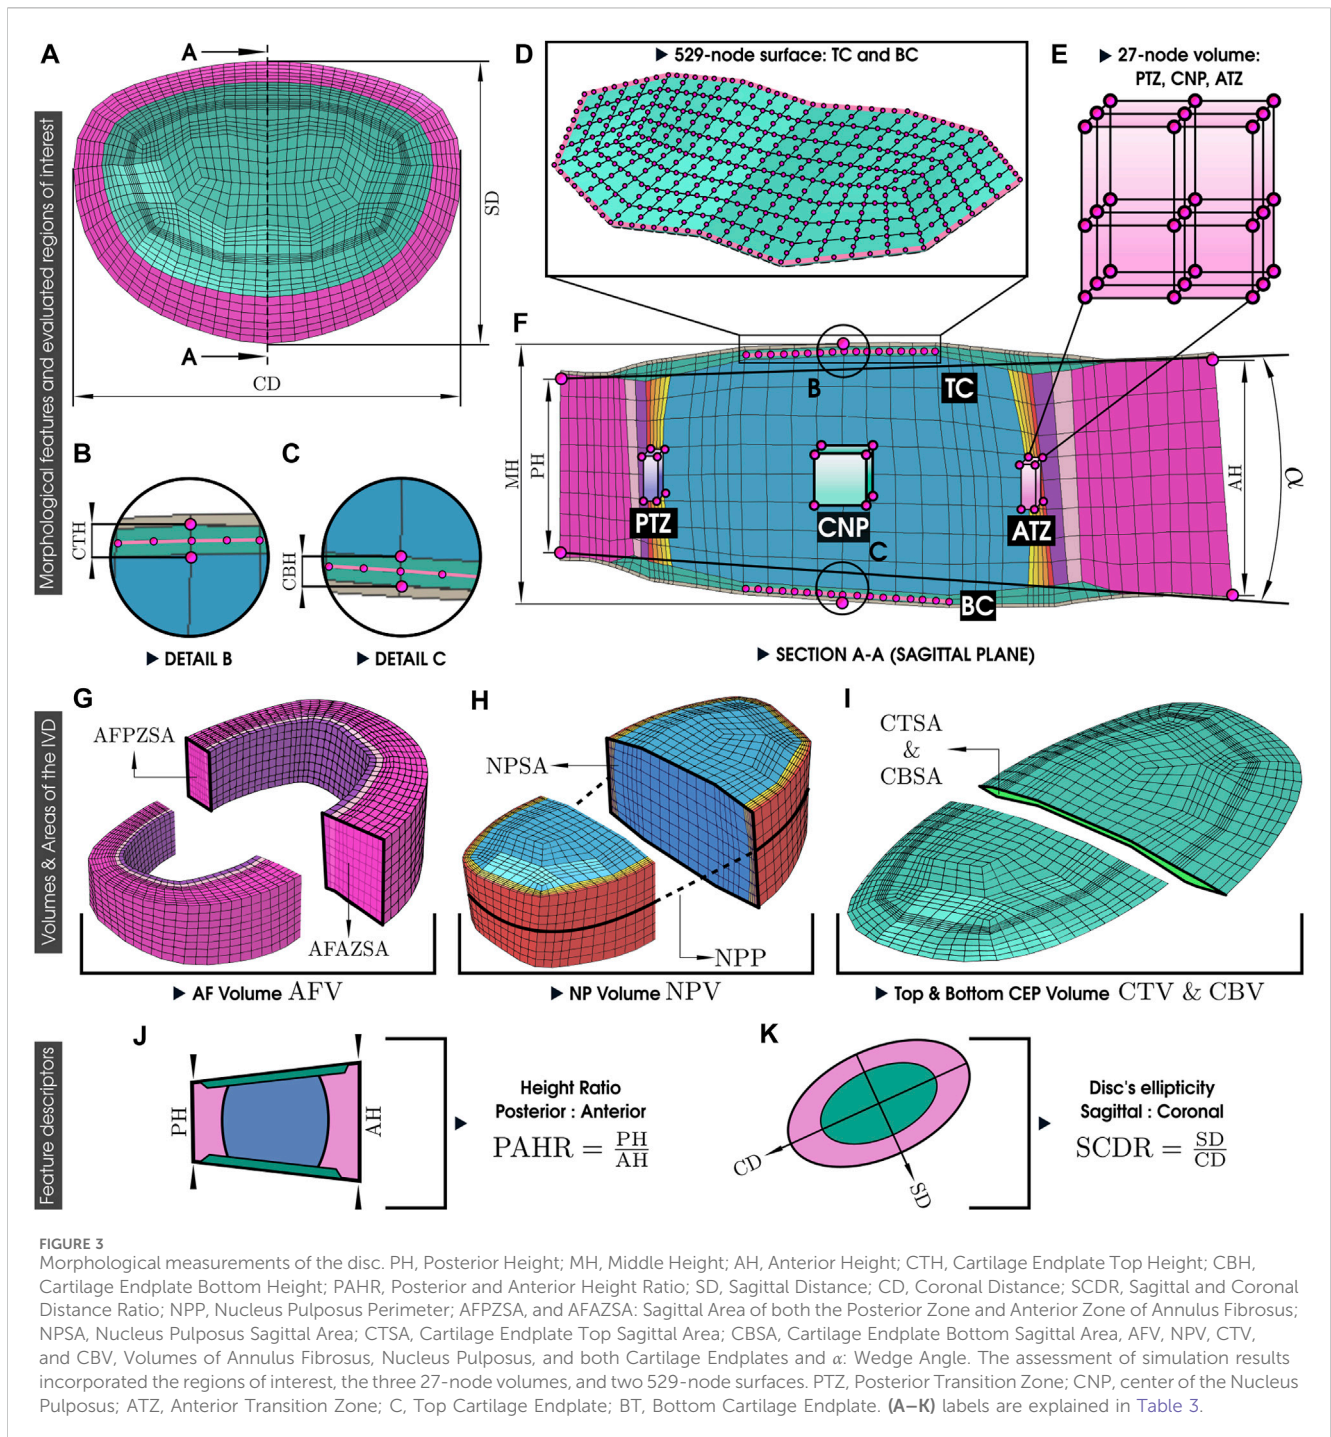 Morphological features and evaluated regions of interest
A
A
A
SD
CD
B
CTH
DETAIL B
C
CBH
DETAIL C
D
529-node surface: TC and BC
E
27-node volume:
PTZ, CNP, ATZ
F
MH
PH
B
TC
PTZ
CNP
ATZ
C
BC
AH
α
SECTION A-A (SAGITTAL PLANE)
Volumes & Areas of the IVD
G
AFPZSA
AFAZSA
AF Volume AFV
H
NPSA
NPP
NP Volume NPV
I
CTSA
&
CBSA
Top & Bottom CEP Volume CTV & CBV
Feature descriptors
J
PH
AH
Height Ratio
Posterior : Anterior
PAHR = PH/AH
K
CD
SD
Disc's ellipticity
Sagittal : Coronal
SCDR = SD/CD
FIGURE 3
Morphological measurements of the disc. PH, Posterior Height; MH, Middle Height; AH, Anterior Height; CTH, Cartilage Endplate Top Height; CBH,
Cartilage Endplate Bottom Height; PAHR, Posterior and Anterior Height Ratio; SD, Sagittal Distance; CD, Coronal Distance; SCDR, Sagittal and Coronal
Distance Ratio; NPP, Nucleus Pulposus Perimeter; AFPZSA, and AFAZSA: Sagittal Area of both the Posterior Zone and Anterior Zone of Annulus Fibrosus;
NPSA, Nucleus Pulposus Sagittal Area; CTSA, Cartilage Endplate Top Sagittal Area; CBSA, Cartilage Endplate Bottom Sagittal Area, AFV, NPV, CTV,
and CBV, Volumes of Annulus Fibrosus, Nucleus Pulposus, and both Cartilage Endplates and α: Wedge Angle. The assessment of simulation results
incorporated the regions of interest, the three 27-node volumes, and two 529-node surfaces. PTZ, Posterior Transition Zone; CNP, center of the Nucleus
Pulposus; ATZ, Anterior Transition Zone; C, Top Cartilage Endplate; BT, Bottom Cartilage Endplate. (A–K) labels are explained in Table 3.